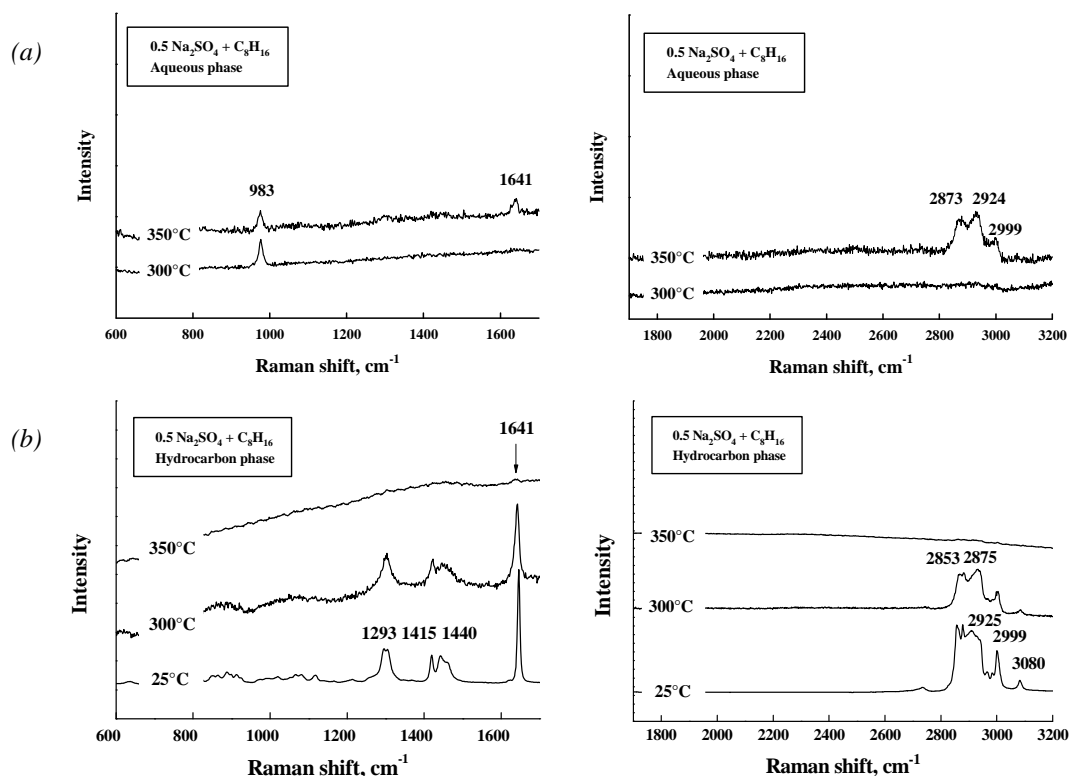 (a)
0.5 Na₂SO₄ + C₈H₁₆
Aqueous phase
Intensity
983
1641
350°C
300°C
600 800 1000 1200 1400 1600
Raman shift, cm⁻¹
0.5 Na₂SO₄ + C₈H₁₆
Aqueous phase
Intensity
2873 2924
2999
350°C
300°C
1800 2000 2200 2400 2600 2800 3000 3200
Raman shift, cm⁻¹
(b)
0.5 Na₂SO₄ + C₈H₁₆
Hydrocarbon phase
1641
Intensity
350°C
300°C
1293 1415 1440
25°C
600 800 1000 1200 1400 1600
Raman shift, cm⁻¹
0.5 Na₂SO₄ + C₈H₁₆
Hydrocarbon phase
Intensity
350°C
2853 2875
300°C
2925
2999
3080
25°C
1800 2000 2200 2400 2600 2800 3000 3200
Raman shift, cm⁻¹